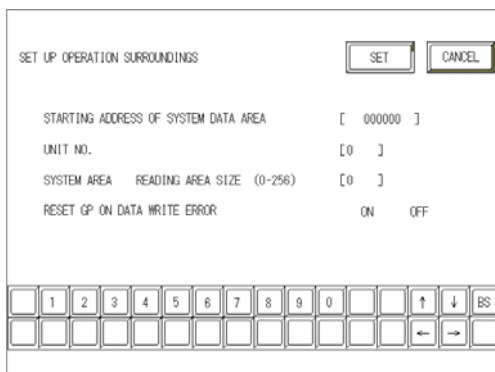 SET UP OPERATION SURROUNDINGS SET CANCEL
STARTING ADDRESS OF SYSTEM DATA AREA [ 000000 ]
UNIT NO. [0 ]
SYSTEM AREA READING AREA SIZE (0-256) [0 ]
RESET GP ON DATA WRITE ERROR ON OFF
1 2 3 4 5 6 7 8 9 0 ↑ ↓ BS
← →